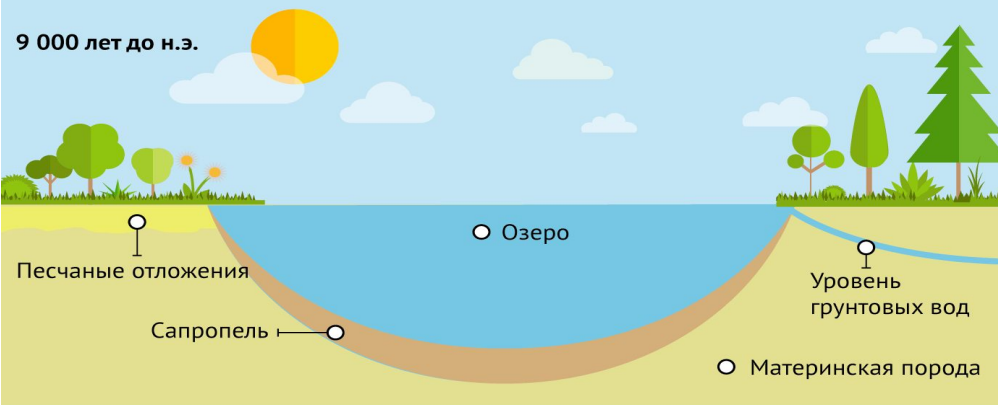 9 000 лет до н.э.
Озеро
Песчаные отложения
Уровень
грунтовых вод
Сапропель
Материнская порода